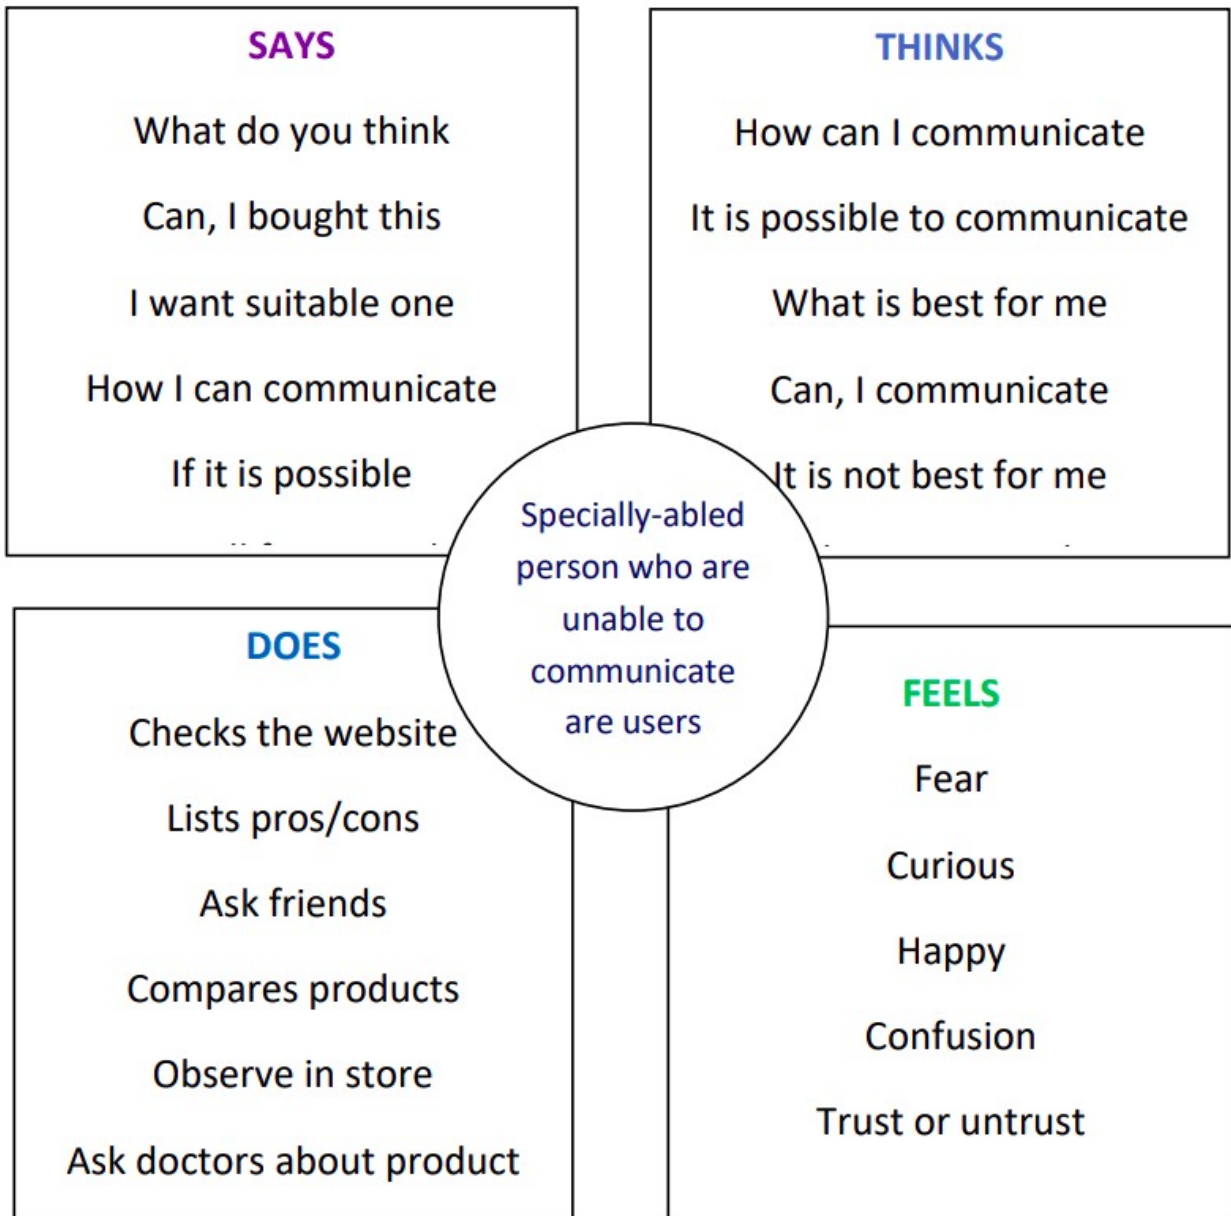 SAYS
What do you think
Can, I bought this
I want suitable one
How I can communicate
If it is possible
THINKS
How can I communicate
It is possible to communicate
What is best for me
Can, I communicate
It is not best for me
Specially-abled
person who are
unable to
communicate
are users
DOES
Checks the website
Lists pros/cons
Ask friends
Compares products
Observe in store
Ask doctors about product
FEELS
Fear
Curious
Happy
Confusion
Trust or untrust